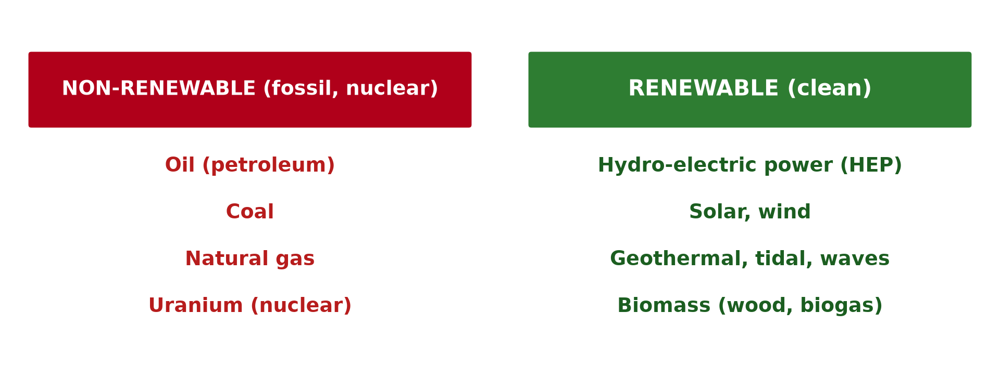 NON-RENEWABLE (fossil, nuclear)
Oil (petroleum)
Coal
Natural gas
Uranium (nuclear)
RENEWABLE (clean)
Hydro-electric power (HEP)
Solar, wind
Geothermal, tidal, waves
Biomass (wood, biogas)